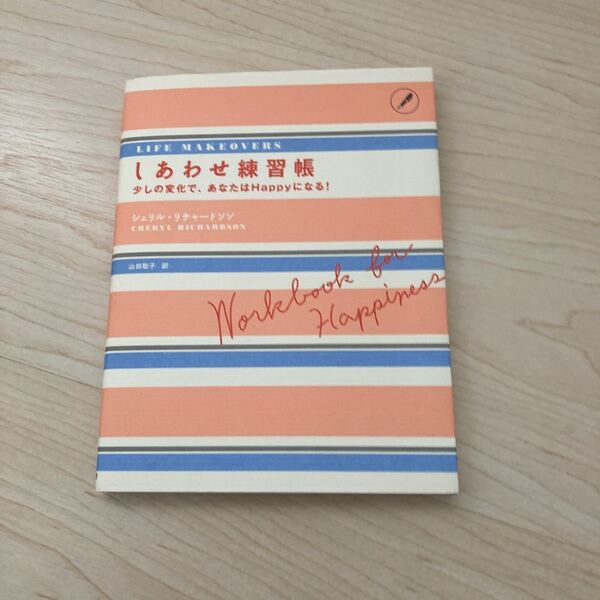 LIFE MAKEOVERS
しあわせ練習帳
少しの変化で、あなたはHappyになる!
ジェリル・リチャードソン
CHERYL RICHARDSON
山田聡子 訳
Workbook for
Happiness